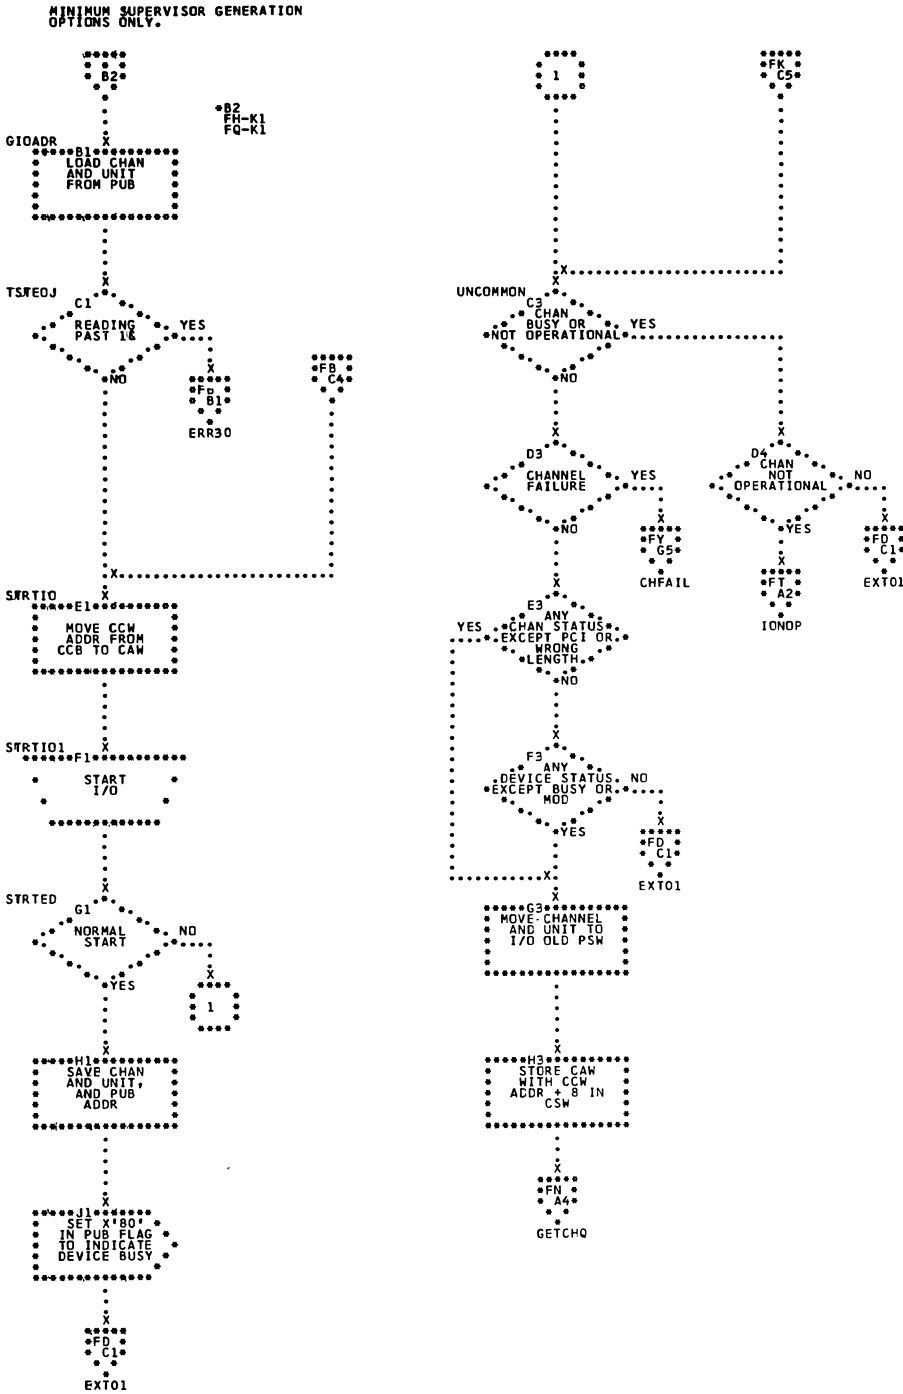 MINIMUM SUPERVISOR GENERATION
OPTIONS ONLY.
B2
*B2
FH-K1
FQ-K1
GIOADR
B1
LOAD CHAN
AND UNIT
FROM PUB
TSTEOJ
C1
READING
PAST /&
YES
NO
B1
ERR30
FB
C4
STRTIO
E1
MOVE CCW
ADDR FROM
CCB TO CAW
STRTIO1
F1
START
I/O
STRTED
G1
NORMAL
START
NO
YES
1
H1
SAVE CHAN
AND UNIT,
AND PUB
ADDR
J1
SET X'80'
IN PUB FLAG
TO INDICATE
DEVICE BUSY
FD
C1
EXT01
1
FK
C5
UNCOMMON
C3
CHAN
BUSY OR
NOT OPERATIONAL
YES
NO
D3
CHANNEL
FAILURE
YES
NO
FY
G5
CHFAIL
D4
CHAN
NOT
OPERATIONAL
NO
YES
FT
A2
IONOP
FD
C1
EXT01
E3
ANY
CHAN STATUS
EXCEPT PCI OR
WRONG
LENGTH
YES
NO
F3
ANY
DEVICE STATUS
EXCEPT BUSY OR
MOD
NO
YES
FD
C1
EXT01
G3
MOVE CHANNEL
AND UNIT TO
I/O OLD PSW
H3
STORE CAW
WITH CCW
ADDR + 8 IN
CSW
FN
A4
GETCHQ